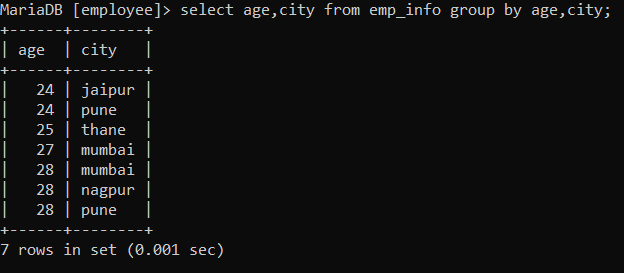 MariaDB [employee]> select age,city from emp_info group by age,city;
+------+--------+
| age  | city   |
+------+--------+
|   24 | jaipur |
|   24 | pune   |
|   25 | thane  |
|   27 | mumbai |
|   28 | mumbai |
|   28 | nagpur |
|   28 | pune   |
+------+--------+
7 rows in set (0.001 sec)